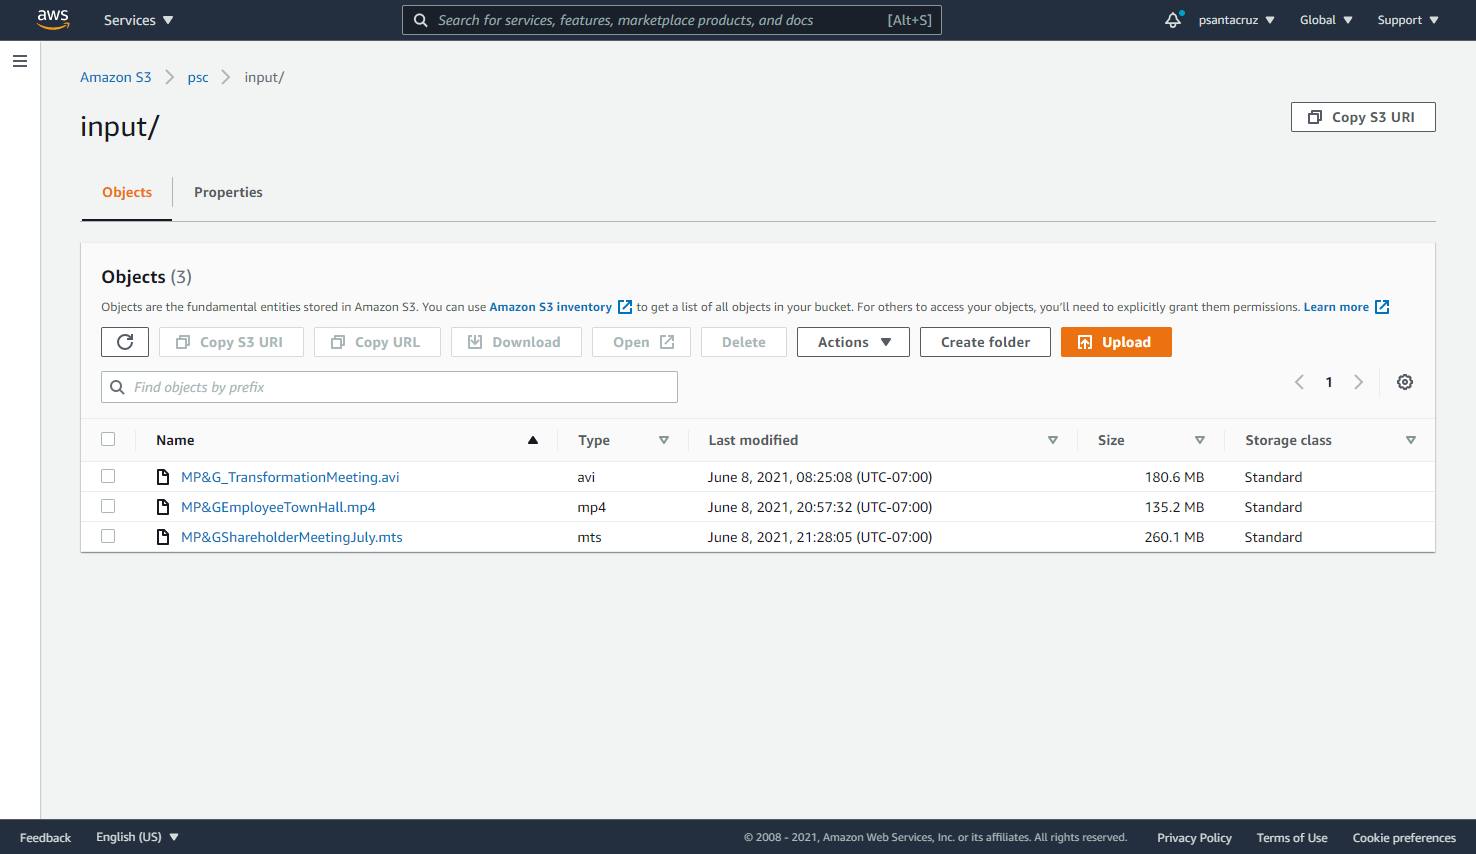 aws Services Search for services, features, marketplace products, and docs [Alt+S] psantacruz Global Support
Amazon S3 psc input/
input/
Copy S3 URI
Objects Properties
Objects (3)
Objects are the fundamental entities stored in Amazon S3. You can use Amazon S3 inventory to get a list of all objects in your bucket. For others to access your objects, you'll need to explicitly grant them permissions. Learn more
Copy S3 URI Copy URL Download Open Delete Actions Create folder Upload
Find objects by prefix 1
Name Type Last modified Size Storage class
MP&G_TransformationMeeting.avi avi June 8, 2021, 08:25:08 (UTC-07:00) 180.6 MB Standard
MP&GEmployeeTownHall.mp4 mp4 June 8, 2021, 20:57:32 (UTC-07:00) 135.2 MB Standard
MP&GShareholderMeetingJuly.mts mts June 8, 2021, 21:28:05 (UTC-07:00) 260.1 MB Standard
Feedback English (US) © 2008 - 2021, Amazon Web Services, Inc. or its affiliates. All rights reserved. Privacy Policy Terms of Use Cookie preferences